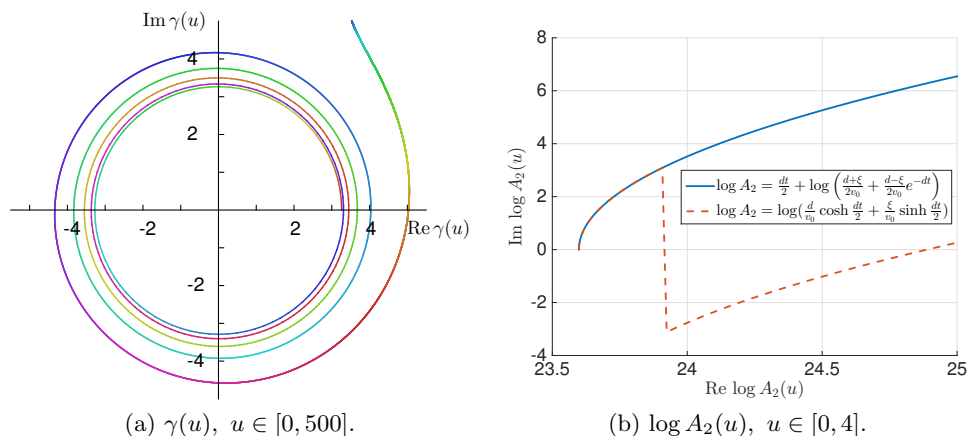 Im γ(u)
4
2
-4
-2
2
4
Re γ(u)
-2
-4
(a) γ(u), u ∈ [0, 500].
8
6
4
2
0
-2
-4
Im log A₂(u)
log A₂ = dt/2 + log( (d+ξ)/(2v₀) + (d−ξ)/(2v₀) e^{−dt} )
log A₂ = log( d/v₀ cosh dt/2 + ξ/v₀ sinh dt/2 )
23.5 24 24.5 25
Re log A₂(u)
(b) log A₂(u), u ∈ [0, 4].